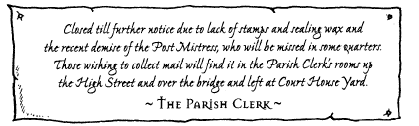 Closed till further notice due to lack of stamps and sealing wax and
the recent demise of the Post Mistress, who will be missed in some quarters.
Those wishing to collect mail will find it in the Parish Clerk's rooms up
the High Street and over the bridge and left at Court House Yard.
~ The Parish Clerk ~